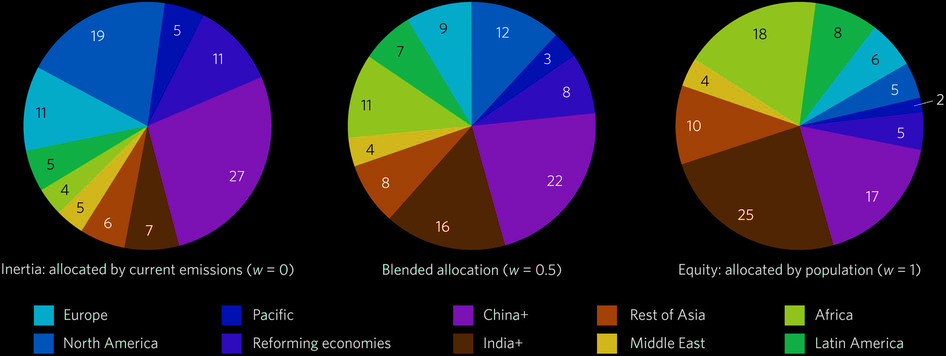 19
5
11
27
7
6
5
4
5
11
9
12
3
8
22
16
8
4
11
7
18
8
6
5
2
5
17
25
10
4
Inertia: allocated by current emissions (w = 0)
Blended allocation (w = 0.5)
Equity: allocated by population (w = 1)
Europe
Pacific
China+
Rest of Asia
Africa
North America
Reforming economies
India+
Middle East
Latin America